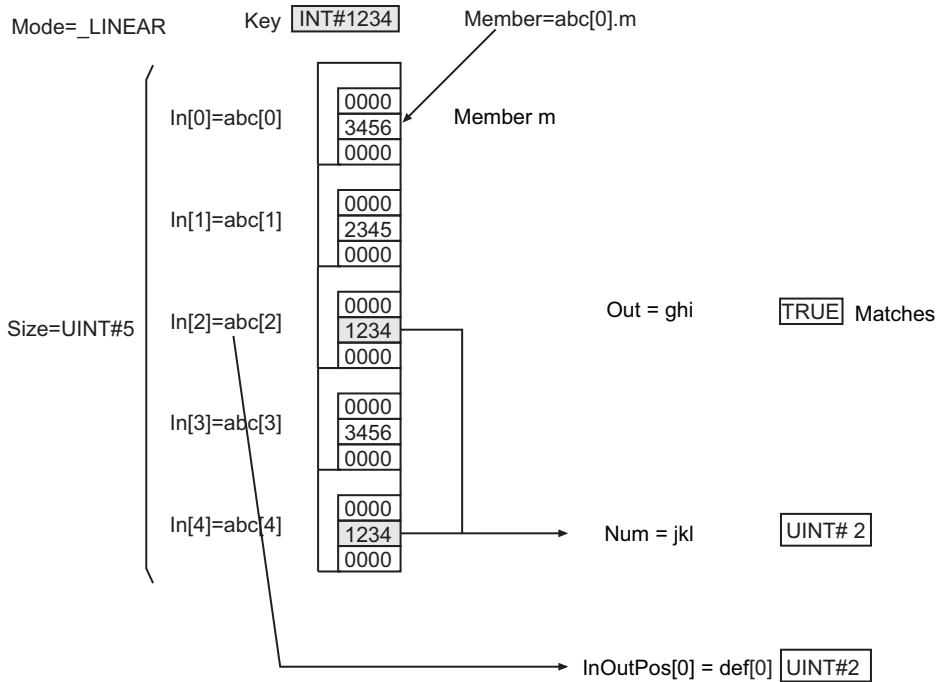 Mode=_LINEAR
Key INT#1234
Member=abc[0].m
0000
In[0]=abc[0] 3456 Member m
0000
0000
In[1]=abc[1] 2345
0000
0000
Size=UINT#5 In[2]=abc[2] 1234 Out = ghi TRUE Matches
0000
0000
In[3]=abc[3] 3456
0000
0000
In[4]=abc[4] 1234 Num = jkl UINT# 2
0000
InOutPos[0] = def[0] UINT#2